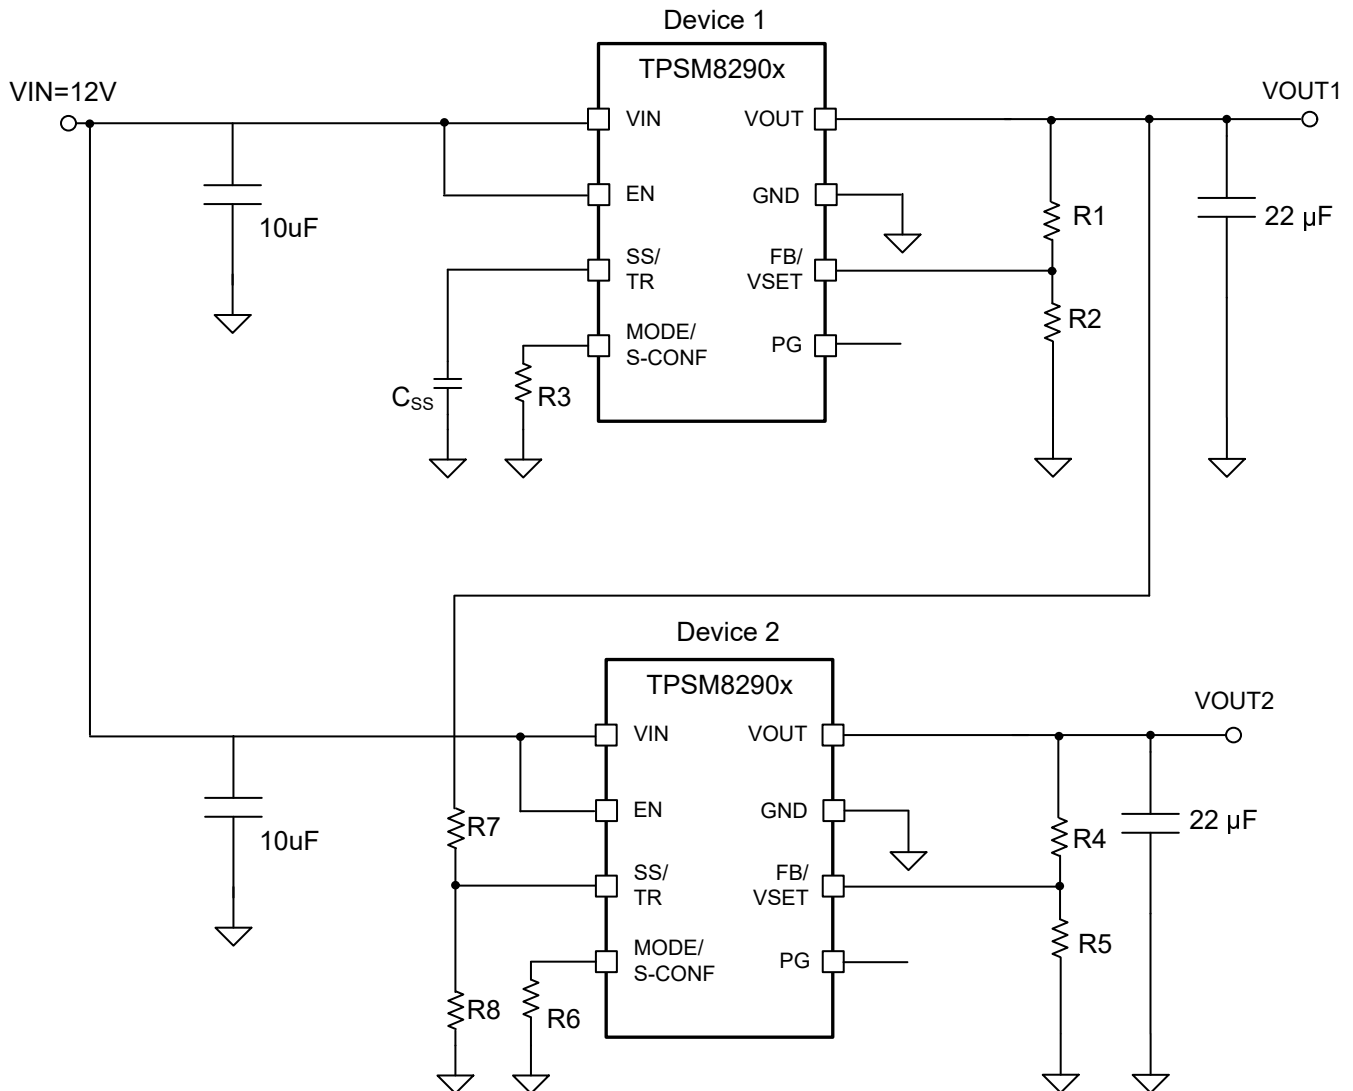 Device 1
TPSM8290x
VIN=12V
VOUT1
VIN
VOUT
EN
GND
10uF
R1
22 µF
SS/
TR
FB/
VSET
R2
MODE/
S-CONF
PG
CSS
R3
Device 2
TPSM8290x
VOUT2
VIN
VOUT
EN
GND
10uF
R7
R4
22 µF
SS/
TR
FB/
VSET
R5
MODE/
S-CONF
PG
R8
R6